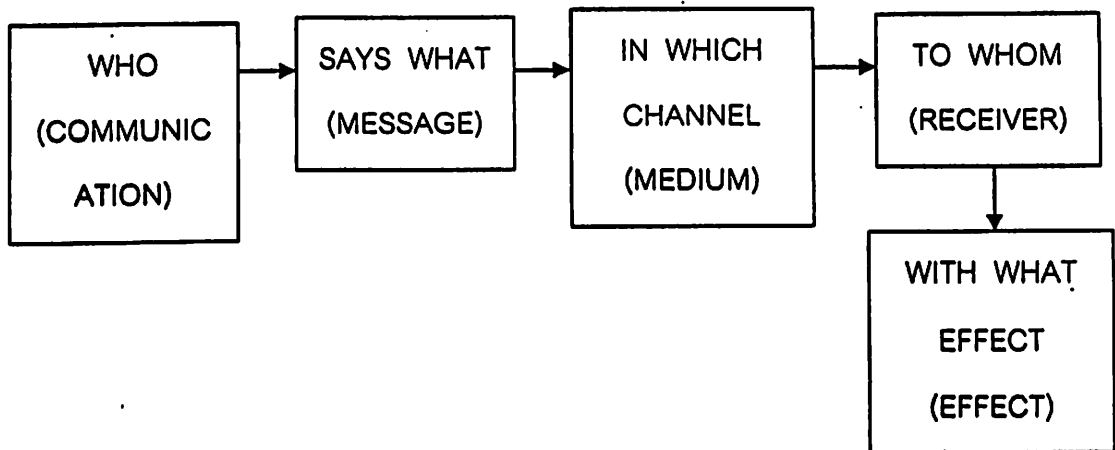 WHO
(COMMUNIC
ATION)
SAYS WHAT
(MESSAGE)
IN WHICH
CHANNEL
(MEDIUM)
TO WHOM
(RECEIVER)
WITH WHAT
EFFECT
(EFFECT)